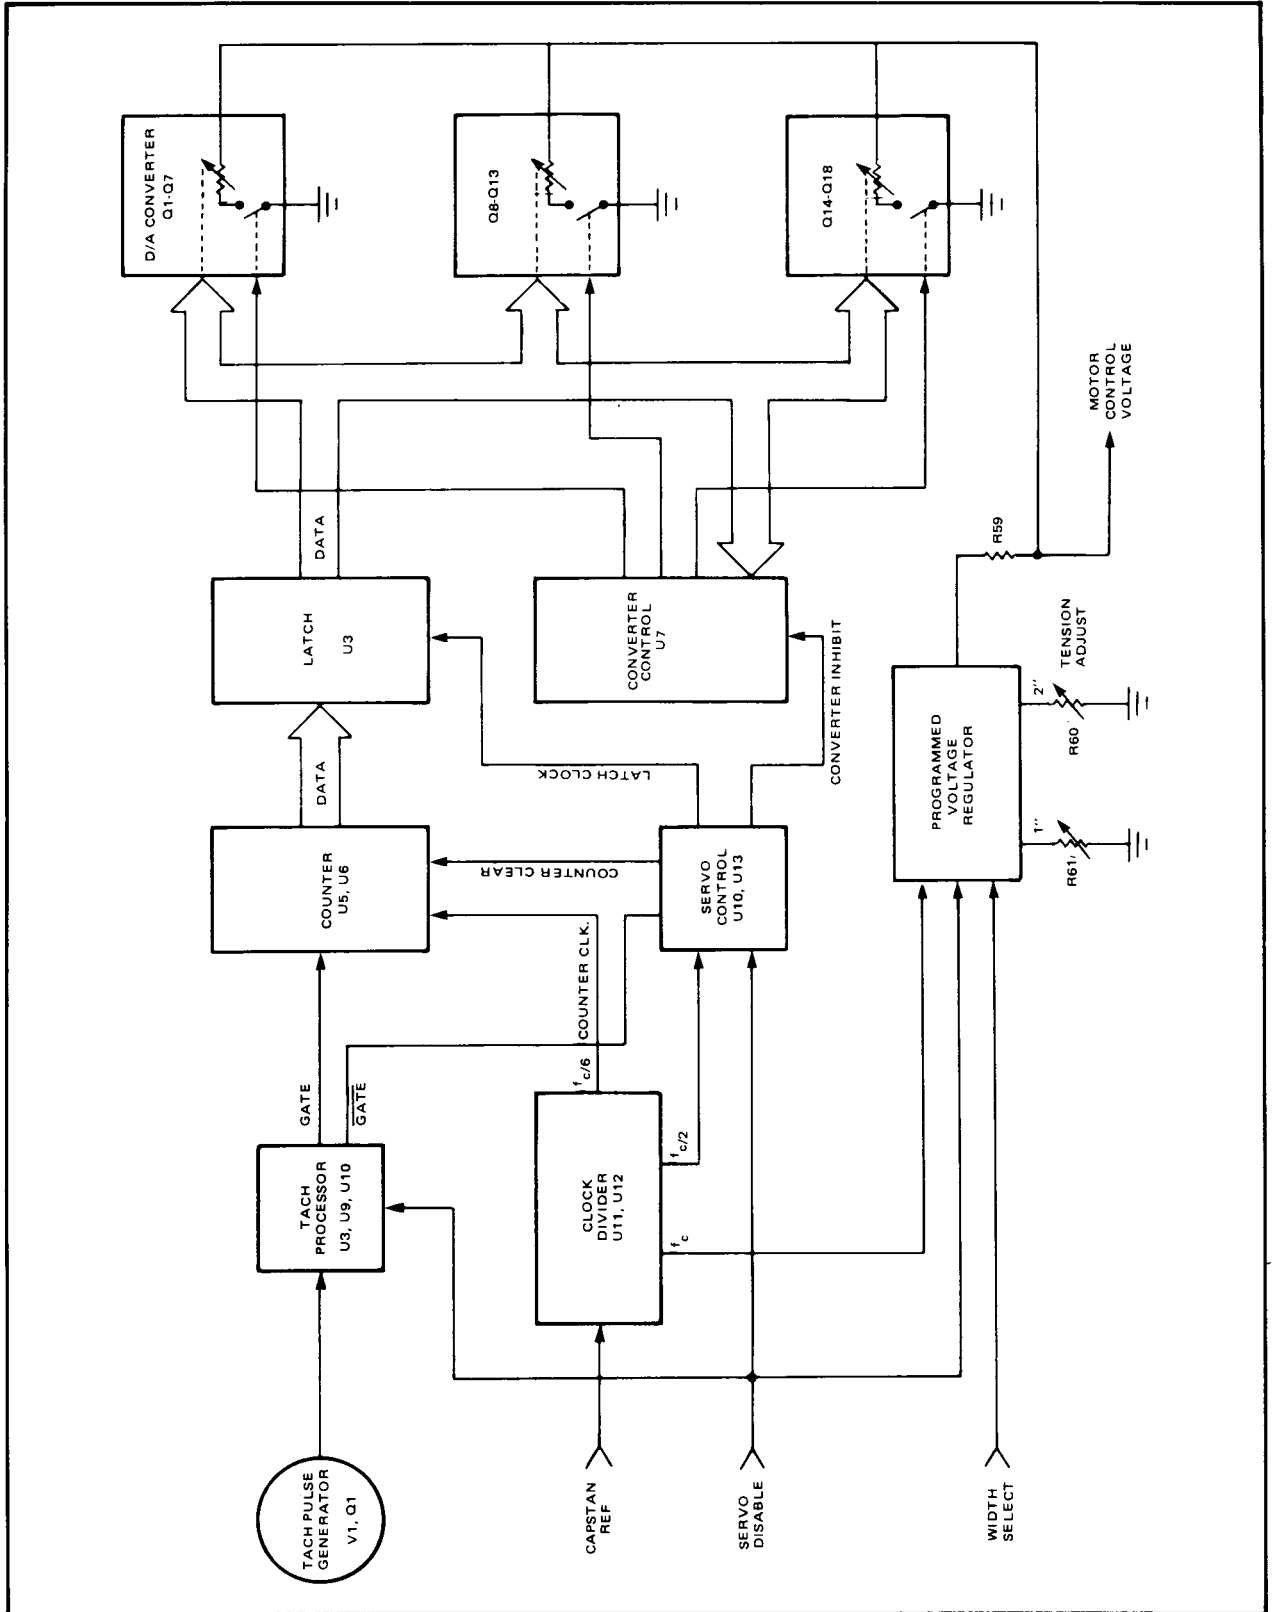 TACH PULSE
GENERATOR
V1, Q1
TACH
PROCESSOR
U3, U9, U10
GATE
GATE
COUNTER
U5, U6
DATA
LATCH
U3
DATA
D/A CONVERTER
Q1-Q7
Q8-Q13
Q14-Q18
CAPSTAN
REF
CLOCK
DIVIDER
U11, U12
fc/6
COUNTER CLK.
fc/2
fc
COUNTER CLEAR
LATCH CLOCK
SERVO
CONTROL
U10, U13
CONVERTER
CONTROL
U7
CONVERTER INHIBIT
SERVO
DISABLE
WIDTH
SELECT
PROGRAMMED
VOLTAGE
REGULATOR
1"
R61
2"
R60
TENSION
ADJUST
R59
MOTOR
CONTROL
VOLTAGE